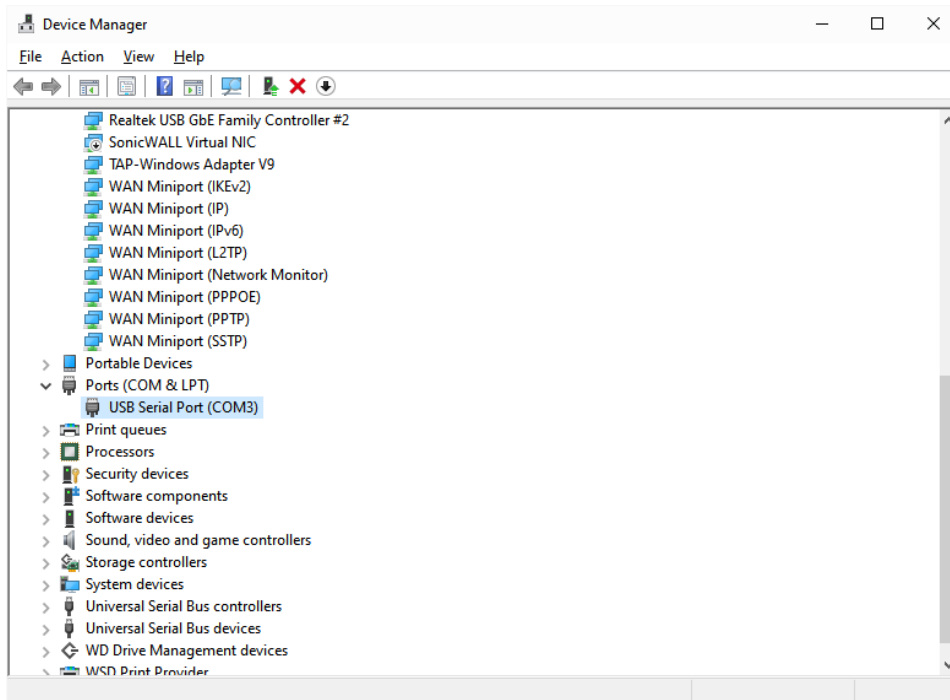 Device Manager
File Action View Help
Realtek USB GbE Family Controller #2
SonicWALL Virtual NIC
TAP-Windows Adapter V9
WAN Miniport (IKEv2)
WAN Miniport (IP)
WAN Miniport (IPv6)
WAN Miniport (L2TP)
WAN Miniport (Network Monitor)
WAN Miniport (PPPOE)
WAN Miniport (PPTP)
WAN Miniport (SSTP)
Portable Devices
Ports (COM & LPT)
USB Serial Port (COM3)
Print queues
Processors
Security devices
Software components
Software devices
Sound, video and game controllers
Storage controllers
System devices
Universal Serial Bus controllers
Universal Serial Bus devices
WD Drive Management devices
WSD Print Provider